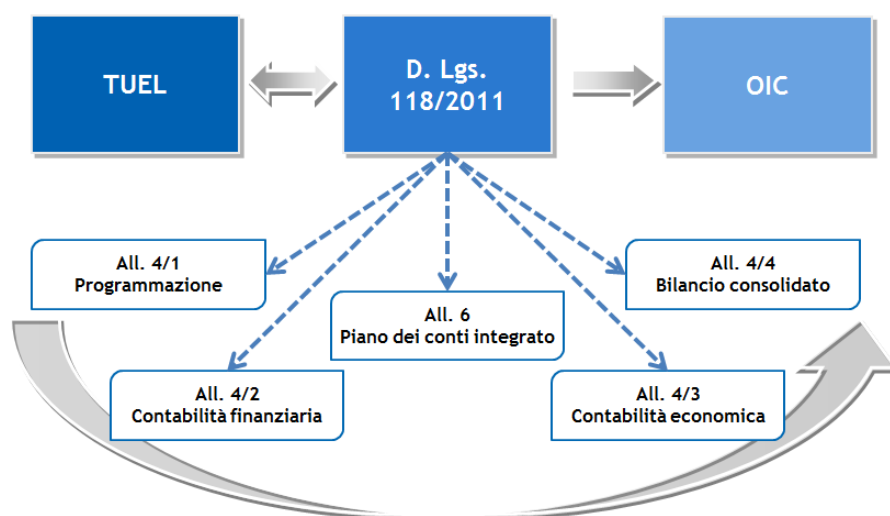 TUEL
D. Lgs.
118/2011
OIC
All. 4/1
Programmazione
All. 4/4
Bilancio consolidato
All. 6
Piano dei conti integrato
All. 4/2
Contabilità finanziaria
All. 4/3
Contabilità economica